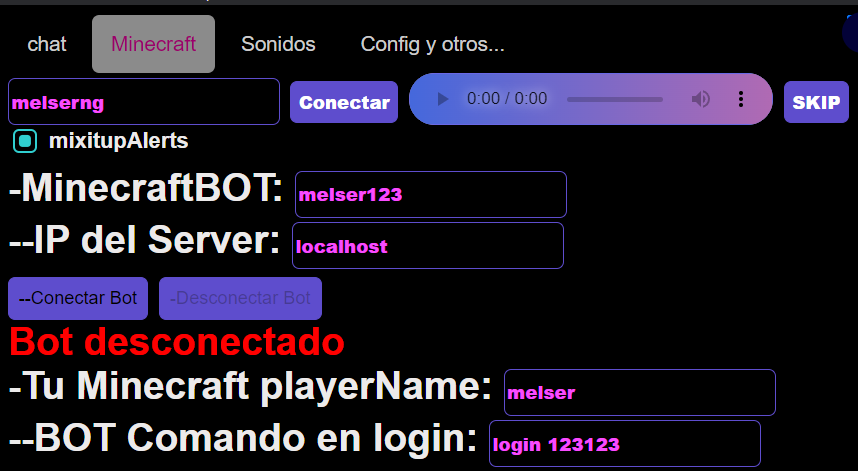 chat Minecraft Sonidos Config y otros...
melserng Conectar 0:00 / 0:00 SKIP
mixitupAlerts
-MinecraftBOT: melser123
--IP del Server: localhost
--Conectar Bot -Desconectar Bot
Bot desconectado
-Tu Minecraft playerName: melser
--BOT Comando en login: login 123123